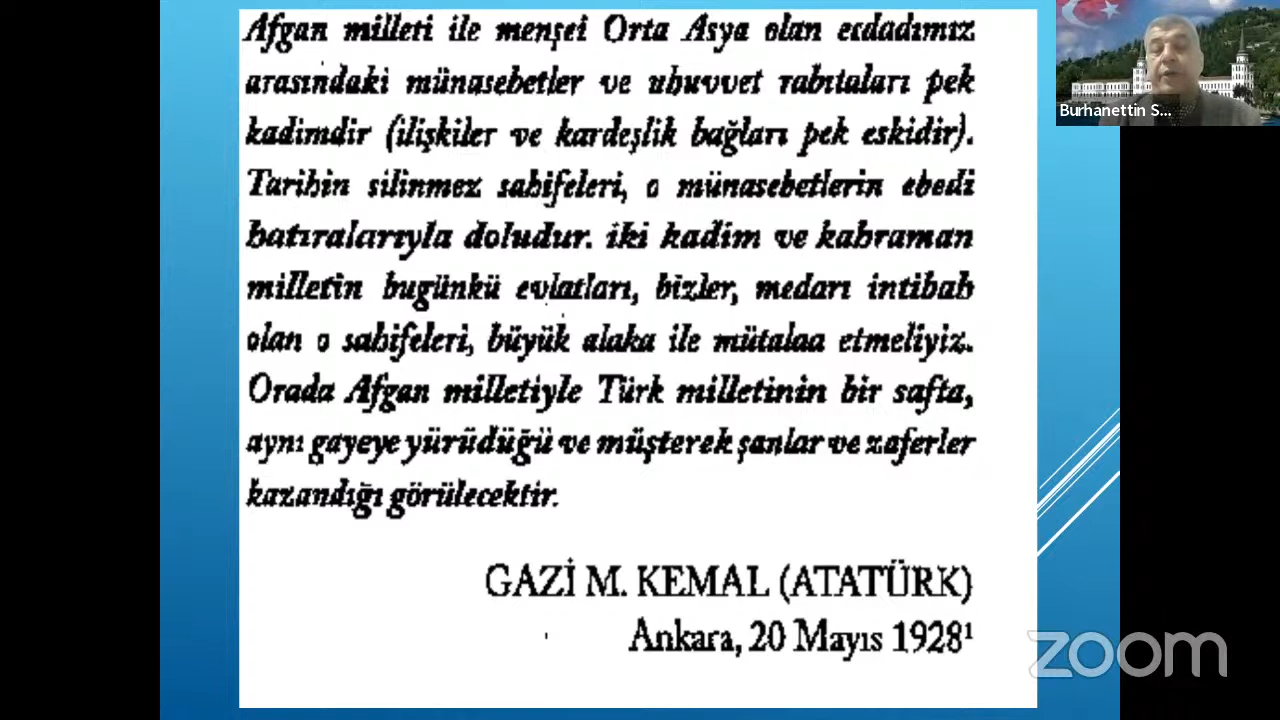 Afgan milleti ile menşei Orta Asya olan ecdadımız
arasındaki münasebetler ve uhuvvet rabıtaları pek
kadimdir (ilişkiler ve kardeşlik bağları pek eskidir).
Tarihin silinmez sahifeleri, o münasebetlerin ebedi
hatıralarıyla doludur. iki kadim ve kahraman
milletin bugünkü evlatları, bizler, medarı intibah
olan o sahifeleri, büyük alaka ile mütalaa etmeliyiz.
Orada Afgan milletiyle Türk milletinin bir safta,
aynı gayeye yürüdüğü ve müşterek şanlar ve zaferler
kazandığı görülecektir.
GAZİ M. KEMAL (ATATÜRK)
Ankara, 20 Mayıs 1928¹
Burhanettin S...
zoom